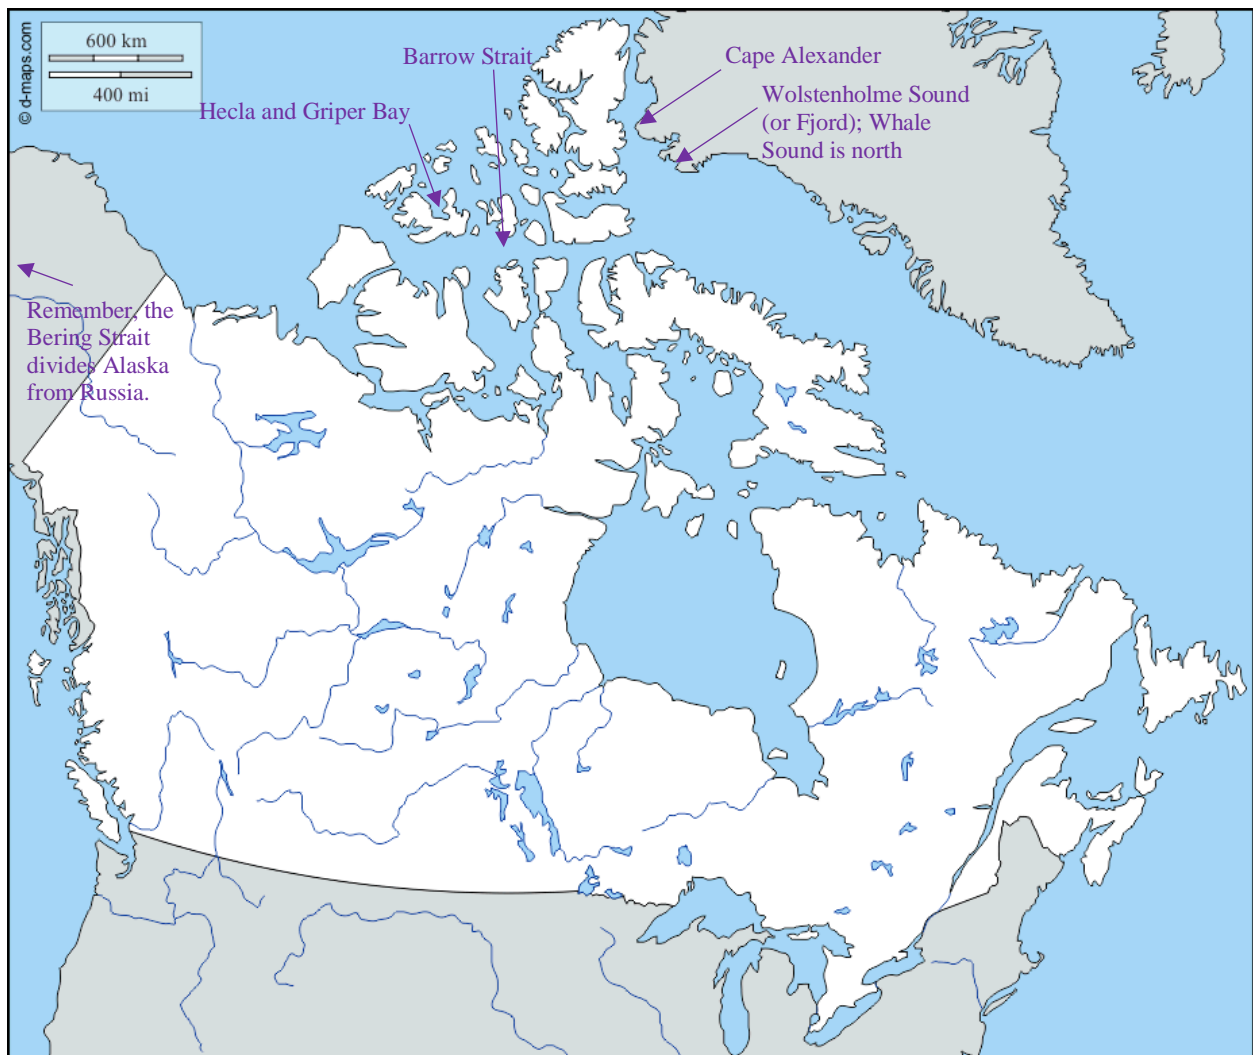 © d-maps.com
600 km
400 mi
Barrow Strait
Cape Alexander
Hecla and Griper Bay
Wolstenholme Sound
(or Fjord); Whale
Sound is north
Remember, the
Bering Strait
divides Alaska
from Russia.